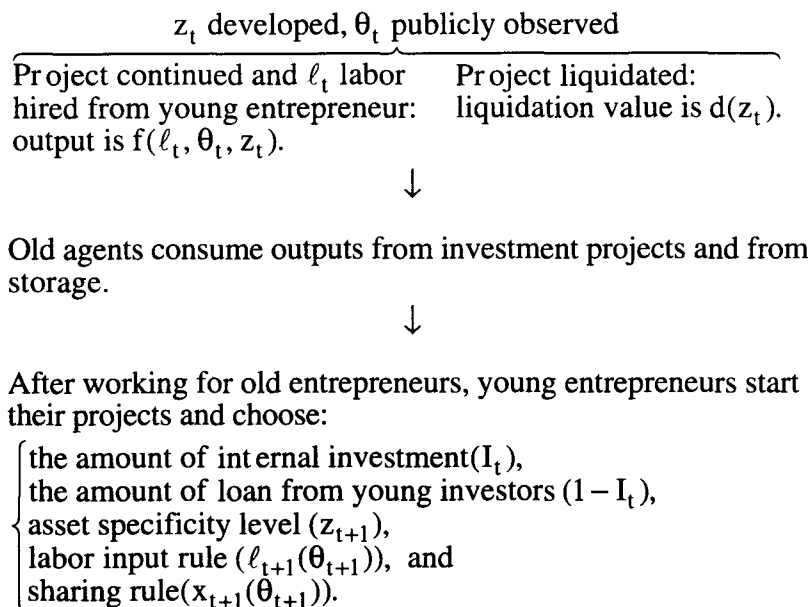 z_t developed, θ_t publicly observed
Project continued and ℓ_t labor
hired from young entrepreneur:
output is f(ℓ_t, θ_t, z_t).
Project liquidated:
liquidation value is d(z_t).
↓
Old agents consume outputs from investment projects and from
storage.
↓
After working for old entrepreneurs, young entrepreneurs start
their projects and choose:
the amount of internal investment(I_t),
the amount of loan from young investors (1 – I_t),
asset specificity level (z_{t+1}),
labor input rule (ℓ_{t+1}(θ_{t+1})), and
sharing rule(x_{t+1}(θ_{t+1})).